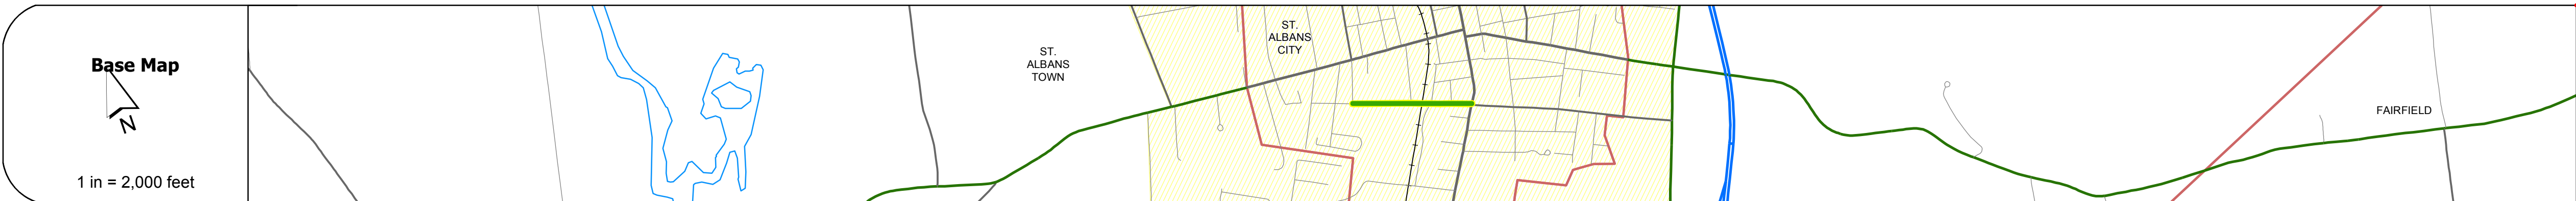 Base Map
N
1 in = 2,000 feet
ST.
ALBANS
TOWN
ST.
ALBANS
CITY
FAIRFIELD